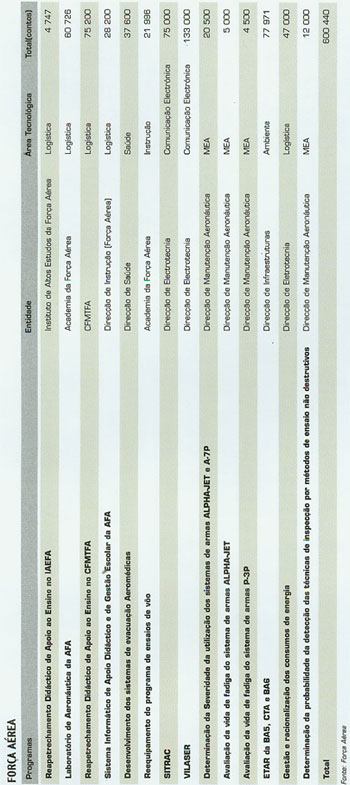 FORÇA AÉREA
Programas Entidade Área Tecnológica Total(contos)
Reapetrechamento Didáctico de Apoio ao Ensino no IAEFA Instituto de Altos Estudos da Força Aérea Logística 4 747
Laboratório de Aeronáutica da AFA Academia da Força Aérea Logística 60 726
Reapetrechamento Didáctico de Apoio ao Ensino no CFMTFA CFMTFA Logística 75 200
Sistema Informático de Apoio Didáctico e de Gestão Escolar da AFA Direcção de Instrução (Força Aérea) Logística 28 200
Desenvolvimento dos sistemas de evacuação Aeromédicas Direcção de Saúde Saúde 37 600
Reequipamento do programa de ensaios de vôo Academia da Força Aérea Instrução 21 996
SITRAC Direcção de Electrotecnia Comunicação Electrónica 75 000
VILASER Direcção de Electrotecnia Comunicação Electrónica 133 000
Determinação da Severidade da utilização dos sistemas de armas ALPHA-JET e A-7P Direcção de Manutenção Aeronáutica MEA 20 500
Avaliação da vida de fadiga do sistema de armas ALPHA-JET Direcção de Manutenção Aeronáutica MEA 5 000
Avaliação da vida de fadiga do sistema de armas P-3P Direcção de Manutenção Aeronáutica MEA 4 500
ETAR da BA5, CTA e BA6 Direcção de Infraestruturas Ambiente 77 971
Gestão e racionalização dos consumos de energia Direcção de Eletrotecnia Logística 47 000
Determinação da probabilidade da detecção das técnicas de inspecção por métodos de ensaio não destrutivos Direcção de Manutenção Aeronáutica MEA 12 000
Total 600 440
Fonte: Força Aérea